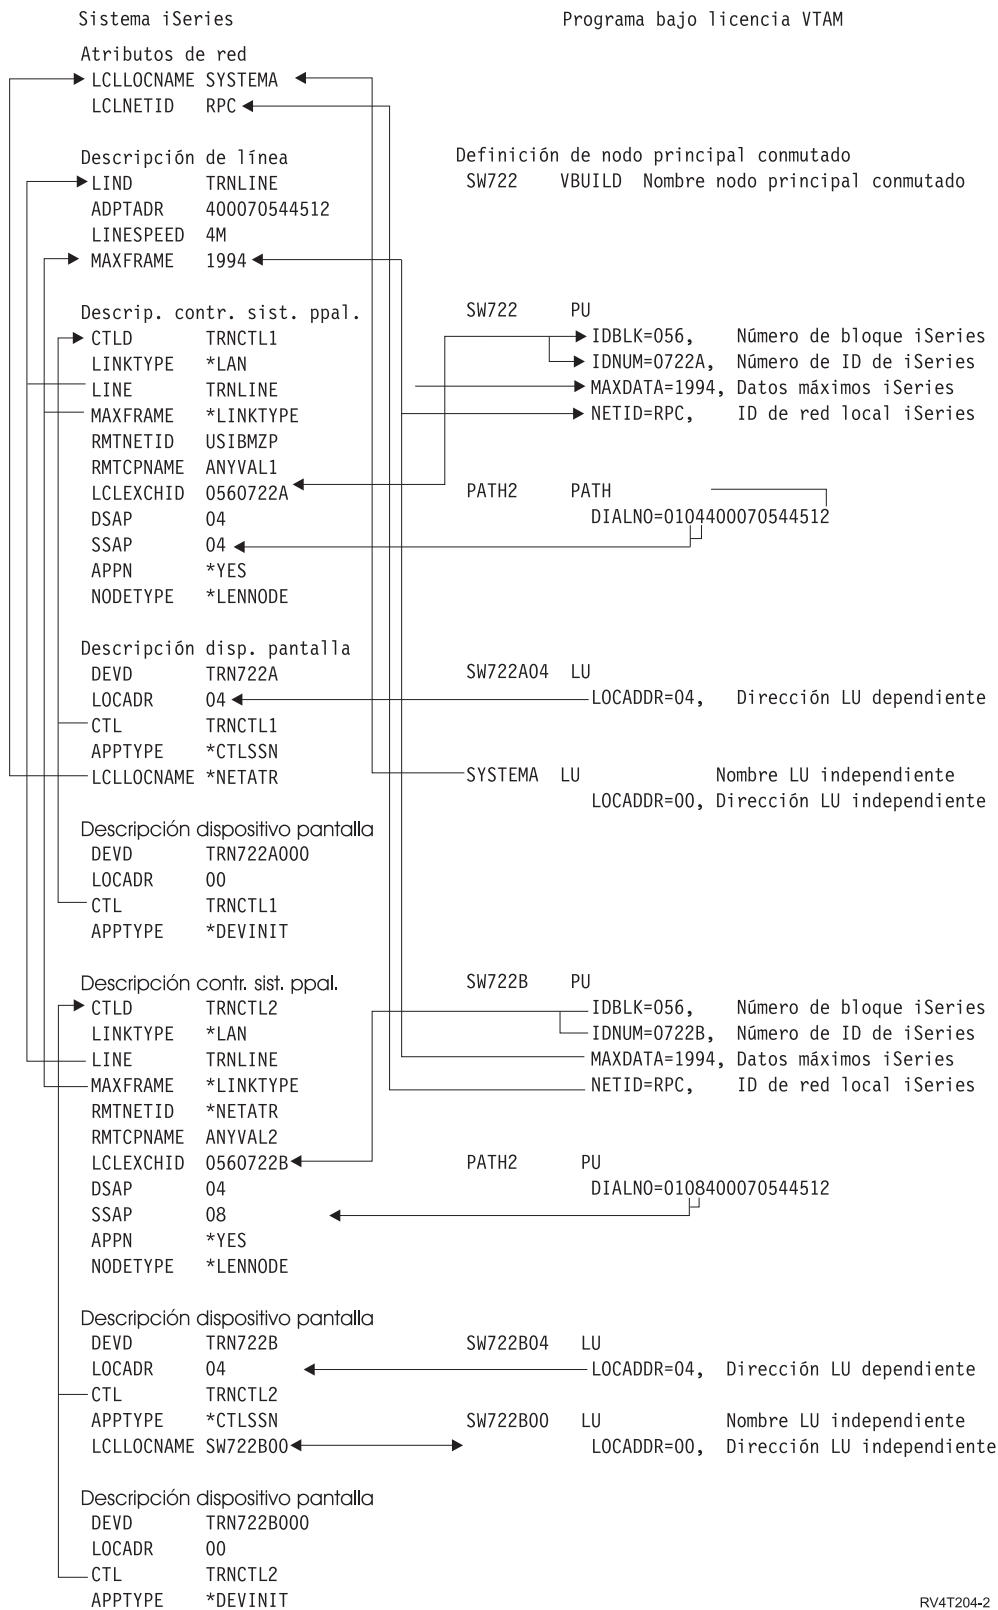 Sistema iSeries Programa bajo licencia VTAM
Atributos de red
LCLLOCNAME SYSTEMA
LCLNETID RPC
Descripción de línea Definición de nodo principal conmutado
LIND TRNLINE SW722 VBUILD Nombre nodo principal conmutado
ADPTADR 400070544512
LINESPEED 4M
MAXFRAME 1994
Descrip. contr. sist. ppal. SW722 PU
CTLD TRNCTL1 IDBLK=056, Número de bloque iSeries
LINKTYPE *LAN IDNUM=0722A, Número de ID de iSeries
LINE TRNLINE MAXDATA=1994, Datos máximos iSeries
MAXFRAME *LINKTYPE NETID=RPC, ID de red local iSeries
RMTNETID USIBMZP
RMTCPNAME ANYVAL1
LCLEXCHID 0560722A PATH2 PATH
DSAP 04 DIALNO=0104400070544512
SSAP 04
APPN *YES
NODETYPE *LENNODE
Descripción disp. pantalla
DEVD TRN722A SW722A04 LU
LOCADR 04 LOCADDR=04, Dirección LU dependiente
CTL TRNCTL1
APPTYPE *CTLSSN
LCLLOCNAME *NETATR SYSTEMA LU Nombre LU independiente
LOCADDR=00, Dirección LU independiente
Descripción dispositivo pantalla
DEVD TRN722A000
LOCADR 00
CTL TRNCTL1
APPTYPE *DEVINIT
Descripción contr. sist. ppal. SW722B PU
CTLD TRNCTL2 IDBLK=056, Número de bloque iSeries
LINKTYPE *LAN IDNUM=0722B, Número de ID de iSeries
LINE TRNLINE MAXDATA=1994, Datos máximos iSeries
MAXFRAME *LINKTYPE NETID=RPC, ID de red local iSeries
RMTNETID *NETATR
RMTCPNAME ANYVAL2
LCLEXCHID 0560722B PATH2 PU
DSAP 04 DIALNO=0108400070544512
SSAP 08
APPN *YES
NODETYPE *LENNODE
Descripción dispositivo pantalla
DEVD TRN722B SW722B04 LU
LOCADR 04 LOCADDR=04, Dirección LU dependiente
CTL TRNCTL2
APPTYPE *CTLSSN SW722B00 LU Nombre LU independiente
LCLLOCNAME SW722B00 LOCADDR=00, Dirección LU independiente
Descripción dispositivo pantalla
DEVD TRN722B000
LOCADR 00
CTL TRNCTL2
APPTYPE *DEVINIT
RV4T204-2